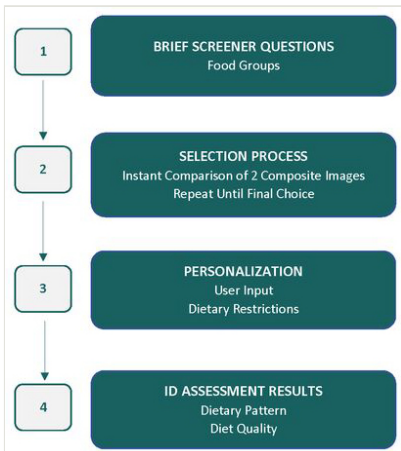 1
BRIEF SCREENER QUESTIONS
Food Groups
2
SELECTION PROCESS
Instant Comparison of 2 Composite Images
Repeat Until Final Choice
3
PERSONALIZATION
User Input
Dietary Restrictions
4
ID ASSESSMENT RESULTS
Dietary Pattern
Diet Quality